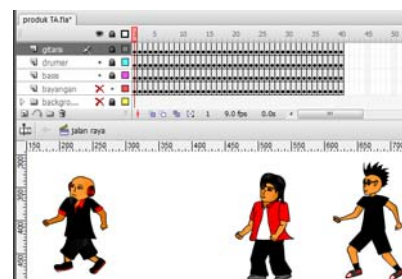 produk TA.fla*
5 10 15 20 25 30 35 40 45 50
gitaris
drumer
base
bayangan
backgro...
1 9.0 fps 0.0s
jalan raya
150 200 250 300 350 400 450 500 550 600 650 700